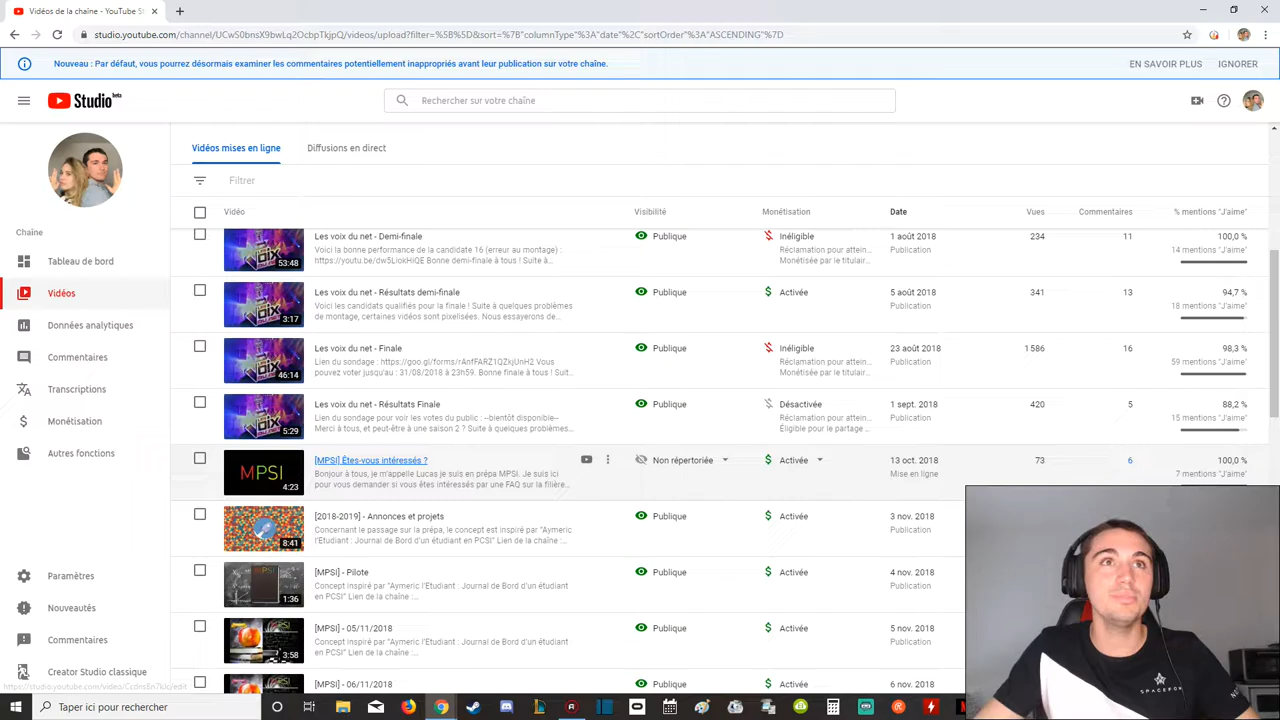 Vidéos de la chaîne - YouTube S
studio.youtube.com/channel/UCwS0bnsX9bwLq2OcbpTkjpQ/videos/upload?filter=%5B%5D&sort=%7B"columnType"%3A"date"%2C"sortOrder"%3A"ASCENDING"%7D
Nouveau : Par défaut, vous pourrez désormais examiner les commentaires potentiellement inappropriés avant leur publication sur votre chaîne.
EN SAVOIR PLUS
IGNORER
Studio beta
Rechercher sur votre chaîne
Vidéos mises en ligne
Diffusions en direct
Filtrer
Vidéo
Visibilité
Monétisation
Date
Vues
Commentaires
% mentions "J'aime"
Chaîne
Tableau de bord
Vidéos
Données analytiques
Commentaires
Transcriptions
Monétisation
Autres fonctions
Paramètres
Nouveautés
Commentaires
Creator Studio classique
Les voix du net - Demi-finale
Publique
Inéligible
1 août 2018
234
11
100,0 %
Voici la bonne performance de la candidate 16 (erreur au montage) :
Réclamation pour attein...
Publication
14 mentions "J'aime"
https://youtu.be/dw5LiokHIQE Bonne demi-finale à tous ! Suite à...
Monétisée par le titulair...
53:48
Les voix du net - Résultats demi-finale
Publique
Activée
5 août 2018
341
13
94,7 %
Voici les candidats qualifiés pour la finale ! Suite à quelques problèmes
Publication
18 mentions "J'aime"
de montage, certaines vidéos sont pixelisées. Nous essayerons de...
3:17
Les voix du net - Finale
Publique
Inéligible
23 août 2018
1 586
16
98,3 %
Lien du sondage : https://goo.gl/forms/rAnfFARZ1QZkjUnH2 Vous
Réclamation pour attein...
Publication
59 mentions "J'aime"
pouvez voter jusqu'au : 31/08/2018 à 23h59. Bonne finale à tous ! Suit...
Monétisée par le titulair...
46:14
Les voix du net - Résultats Finale
Publique
Désactivée
1 sept. 2018
420
5
88,2 %
Lien du sondage pour voir les votes du public : --bientôt disponible--
Réclamation pour attein...
Publication
15 mentions "J'aime"
Merci à tous, et peut-être à une saison 2 ? Suite à quelques problèmes...
Éligible pour le partage ...
5:29
[MPSI] Êtes-vous intéressés ?
Non répertoriée
Activée
13 oct. 2018
73
6
100,0 %
MPSI
Bonjour à tous, je m'appelle Lucas je suis en prépa MPSI. Je suis ici
Mise en ligne
7 mentions "J'aime"
pour vous demander si vous êtes intéressés par une FAQ sur la filière...
4:23
[2018-2019] - Annonces et projets
Publique
Activée
3 nov. 2018
Concernant le passage sur la prépa, le concept est inspiré par "Aymeric
Publication
l'Etudiant : Journal de Bord d'un étudiant en PCSI" Lien de la chaîne :...
8:41
[MPSI] - Pilote
Publique
Activée
4 nov. 2018
MPSI
Concept Inspiré par "Aymeric l'Etudiant : Journal de Bord d'un étudiant
Publication
en PCSI" Lien de la chaîne :...
1:36
[MPSI] - 05/11/2018
Publique
Activée
5 nov. 2018
Concept Inspiré par "Aymeric l'Etudiant : Journal de Bord d'un étudiant
Publication
en PCSI" Lien de la chaîne :...
3:58
[MPSI] - 06/11/2018
Publique
Activée
6 nov. 2018
SPACEFOX
Taper ici pour rechercher